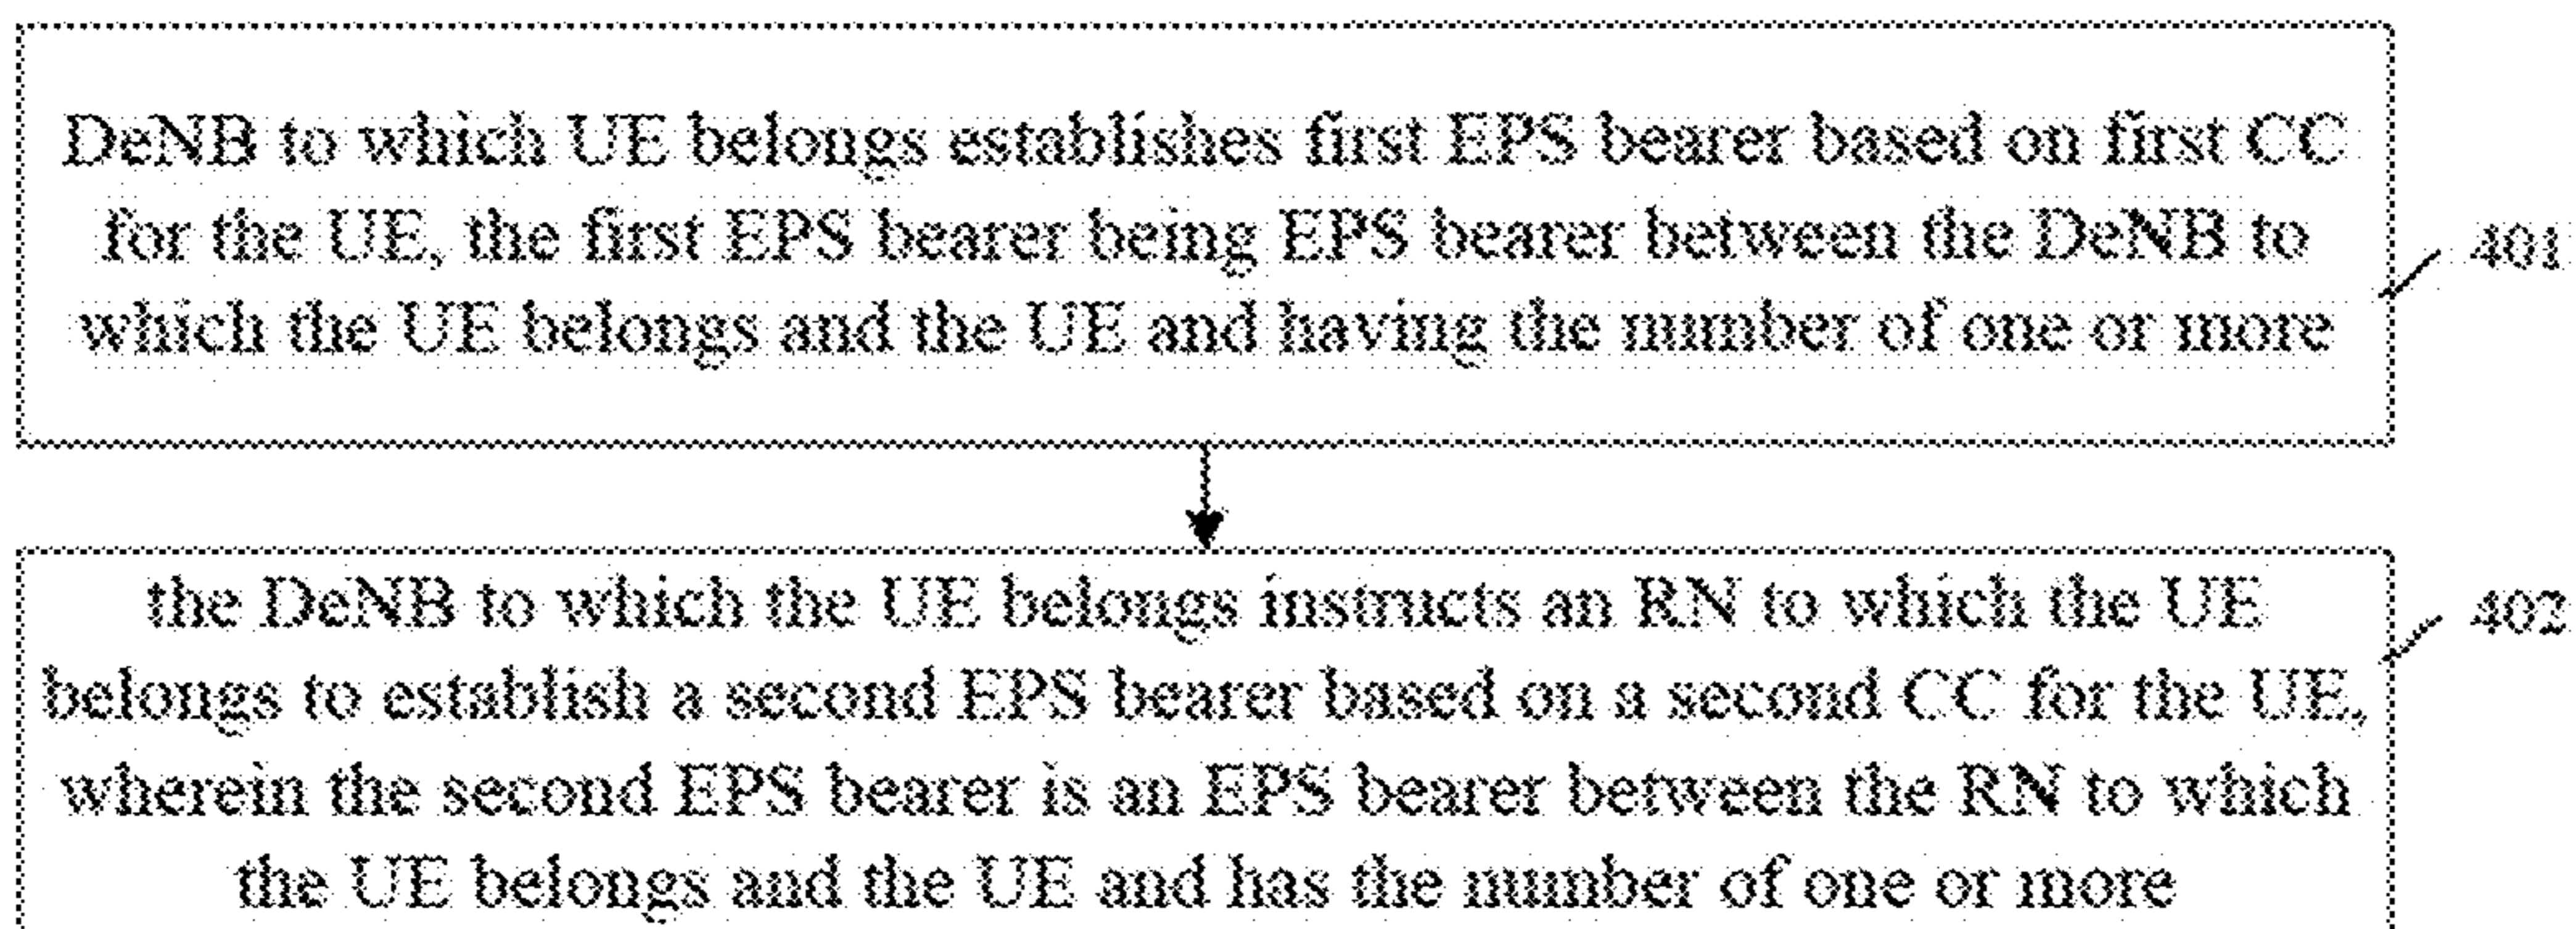 DeNB to which UE belongs establishes first EPS bearer based on first CC
for the UE, the first EPS bearer being EPS bearer between the DeNB to
which the UE belongs and the UE and having the number of one or more
401
the DeNB to which the UE belongs instructs an RN to which the UE
belongs to establish a second EPS bearer based on a second CC for the UE,
wherein the second EPS bearer is an EPS bearer between the RN to which
the UE belongs and the UE and has the number of one or more
402